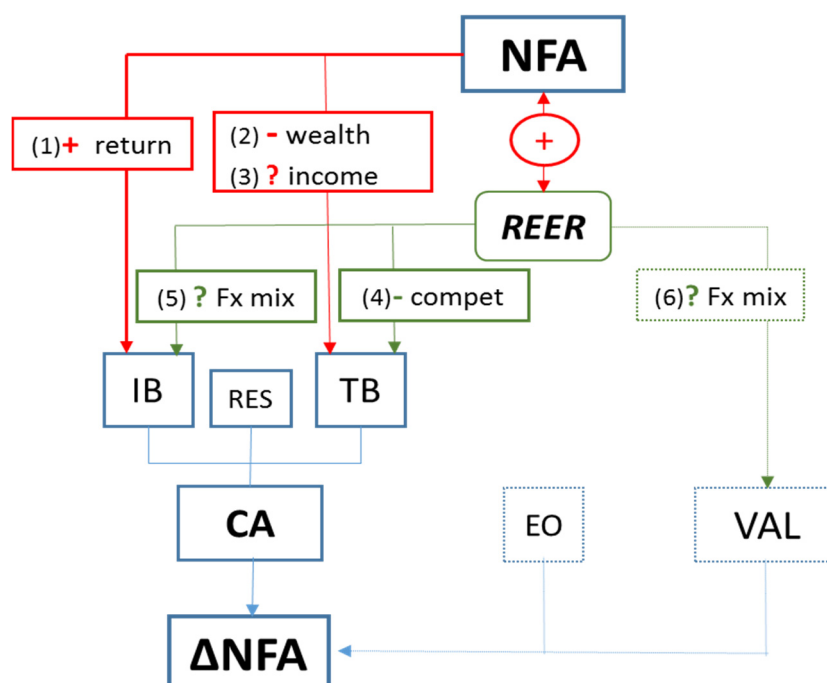 NFA
(1)+ return
(2) - wealth
(3) ? income
+
REER
(5) ? Fx mix
(4)- compet
(6)? Fx mix
IB
RES
TB
CA
EO
VAL
ΔNFA